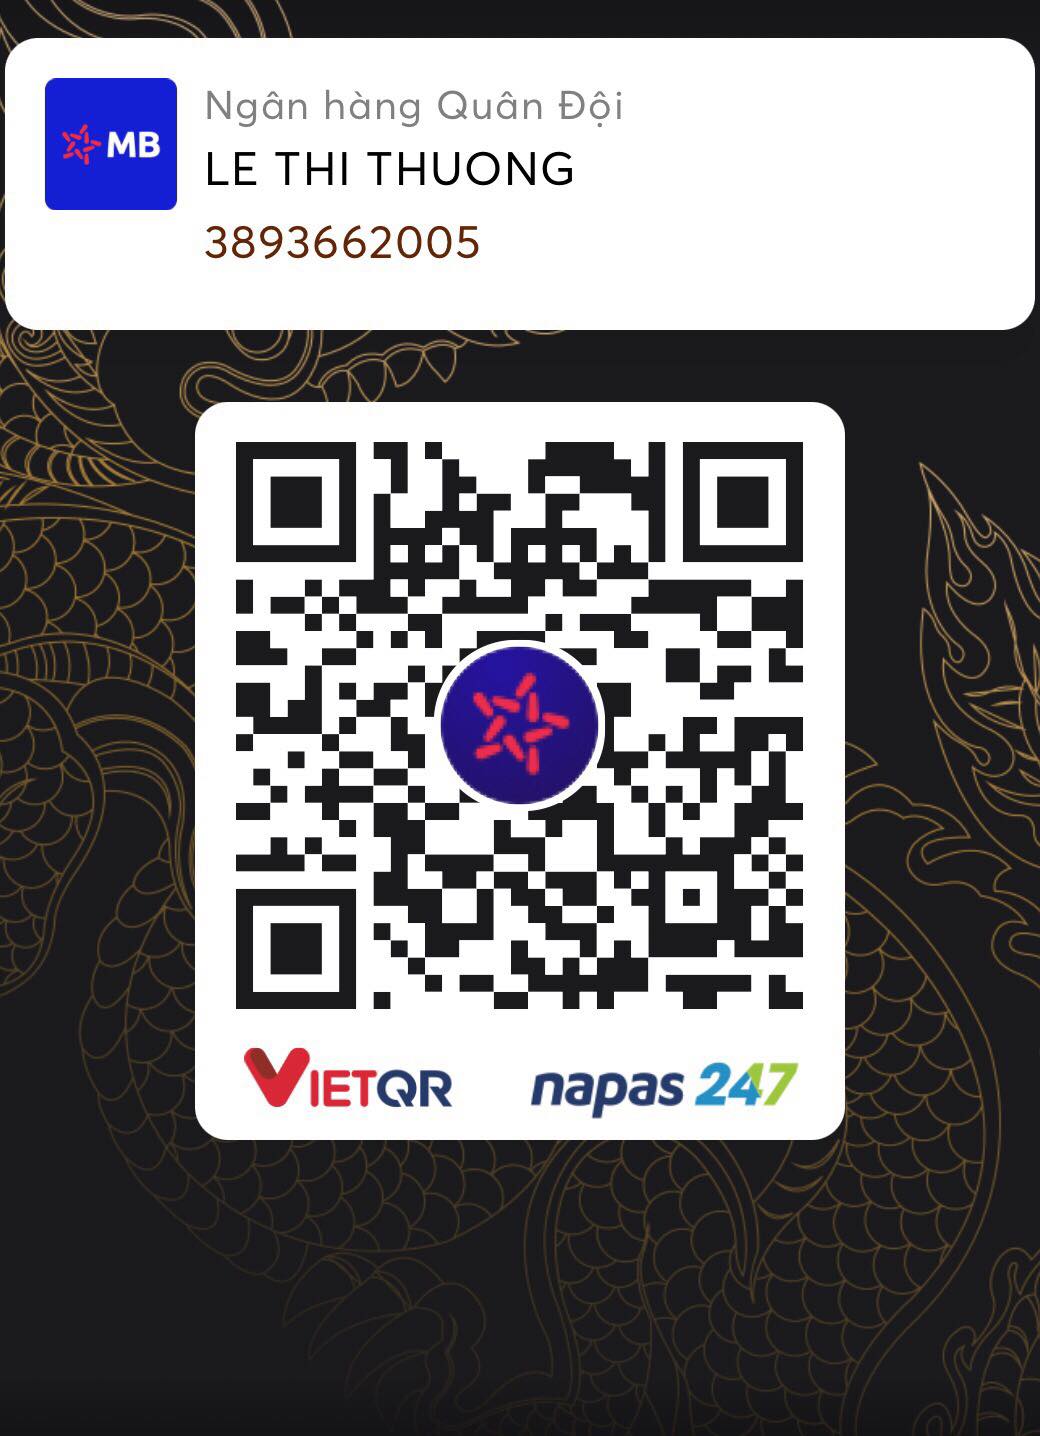 Ngân hàng Quân Đội
MB
LE THI THUONG
3893662005
VIETQR
napas 247